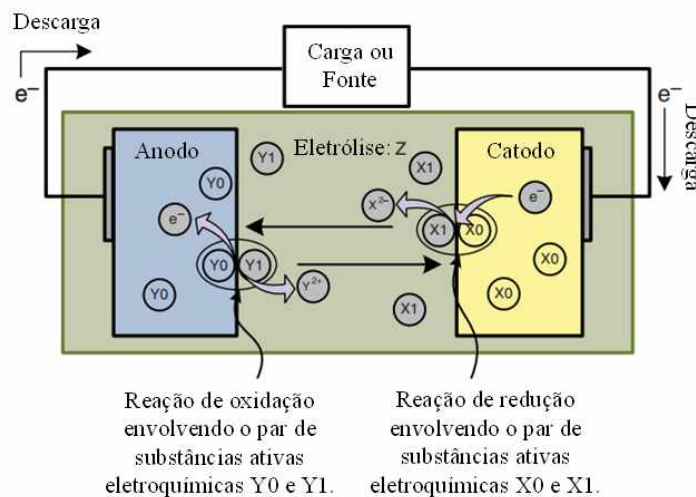 Descarga
e⁻
Carga ou
Fonte
e⁻
Descarga
Anodo
Eletrólise: Z
Catodo
Y0
Y1
X1
e⁻
X²⁻
e⁻
X1
X0
X0
Y0
Y1
Y²⁺
X0
Y0
X1
Reação de oxidação
envolvendo o par de
substâncias ativas
eletroquímicas Y0 e Y1.
Reação de redução
envolvendo o par de
substâncias ativas
eletroquímicas X0 e X1.